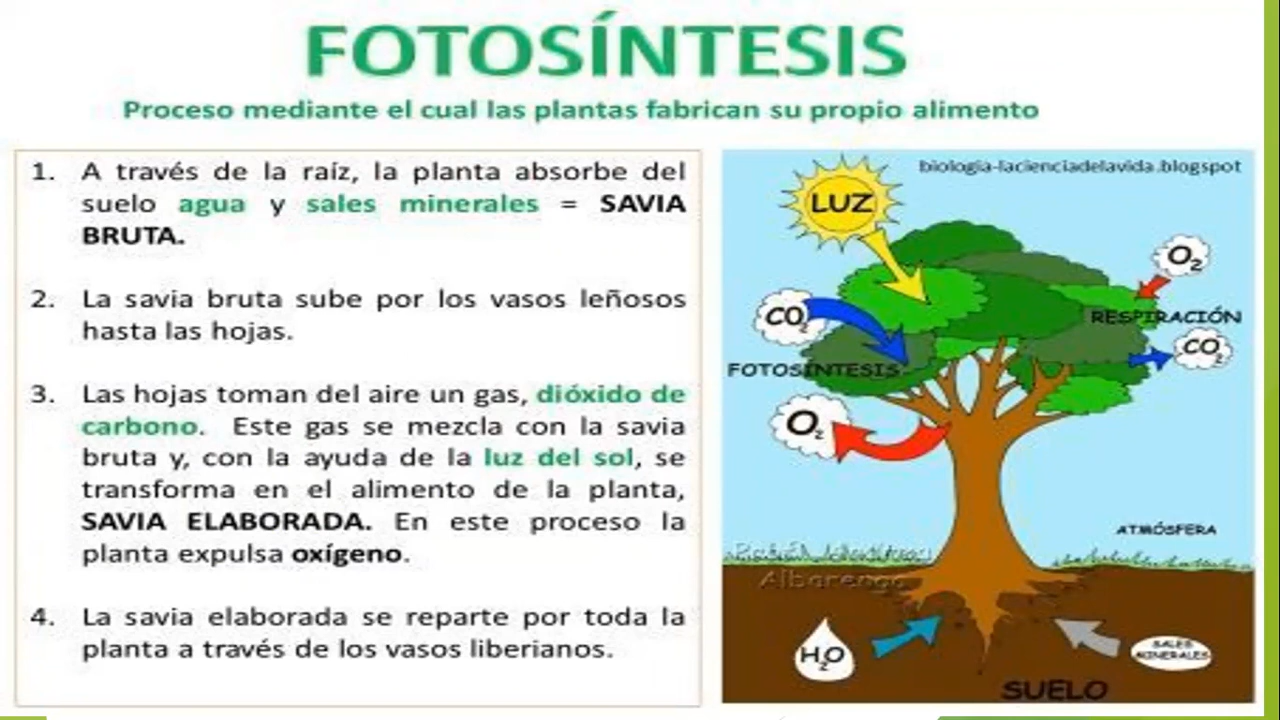 FOTOSÍNTESIS
Proceso mediante el cual las plantas fabrican su propio alimento
1. A través de la raíz, la planta absorbe del
suelo agua y sales minerales = SAVIA
BRUTA.
2. La savia bruta sube por los vasos leñosos
hasta las hojas.
3. Las hojas toman del aire un gas, dióxido de
carbono. Este gas se mezcla con la savia
bruta y, con la ayuda de la luz del sol, se
transforma en el alimento de la planta,
SAVIA ELABORADA. En este proceso la
planta expulsa oxígeno.
4. La savia elaborada se reparte por toda la
planta a través de los vasos liberianos.
biologia-lacienciadelavida.blogspot
LUZ
O₂
CO₂
RESPIRACIÓN
CO₂
FOTOSÍNTESIS
O₂
ATMÓSFERA
H₂O
SALES
MINERALES
SUELO